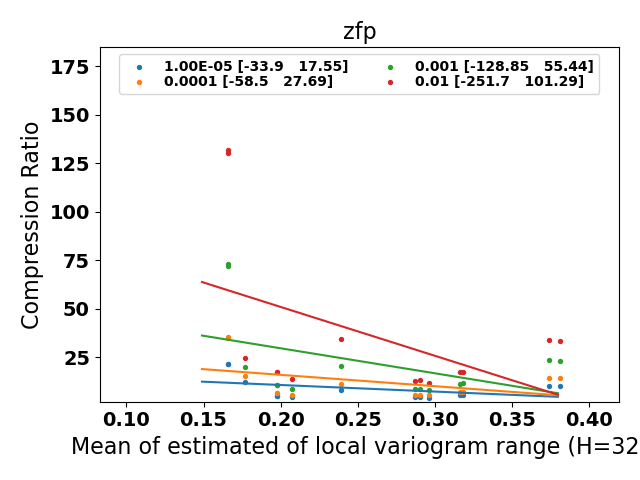 zfp
1.00E-05 [-33.9 17.55]
0.0001 [-58.5 27.69]
0.001 [-128.85 55.44]
0.01 [-251.7 101.29]
Compression Ratio
175
150
125
100
75
50
25
0.10 0.15 0.20 0.25 0.30 0.35 0.40
Mean of estimated of local variogram range (H=32